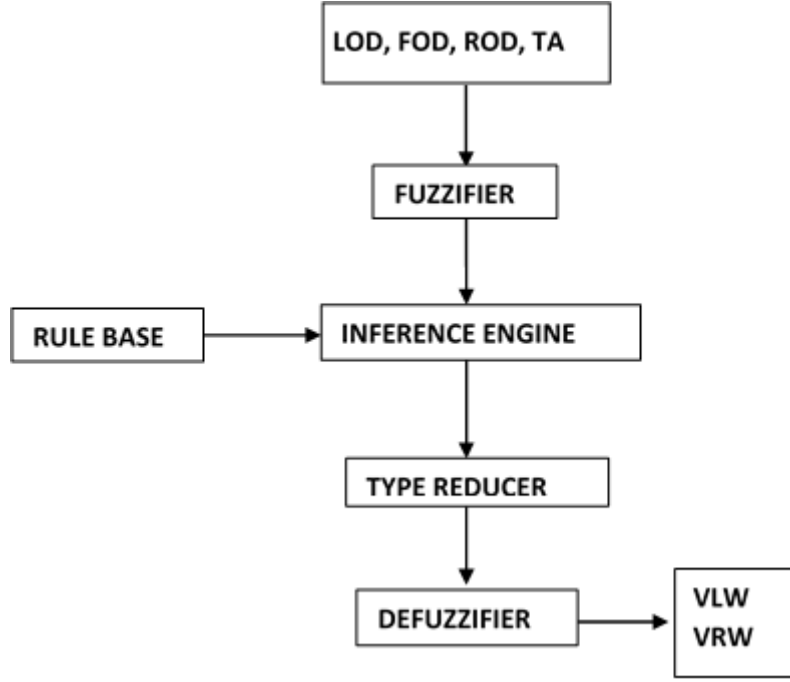 LOD, FOD, ROD, TA
FUZZIFIER
RULE BASE
INFERENCE ENGINE
TYPE REDUCER
DEFUZZIFIER
VLW
VRW